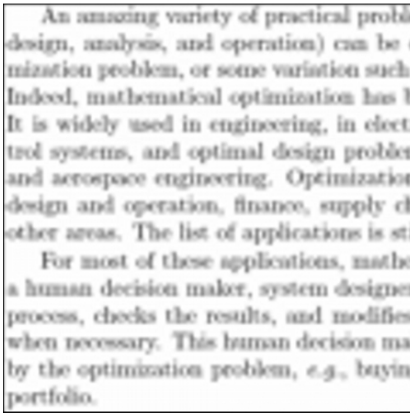 An amazing variety of practical probl
design, analysis, and operation) can be
mization problem, or some variation such
Indeed, mathematical optimization has b
It is widely used in engineering, in elect
trol systems, and optimal design problem
and aerospace engineering. Optimization
design and operation, finance, supply ch
other areas. The list of applications is sti
For most of these applications, mathe
a human decision maker, system designe
process, checks the results, and modifies
when necessary. This human decision ma
by the optimization problem, e.g., buyin
portfolio.